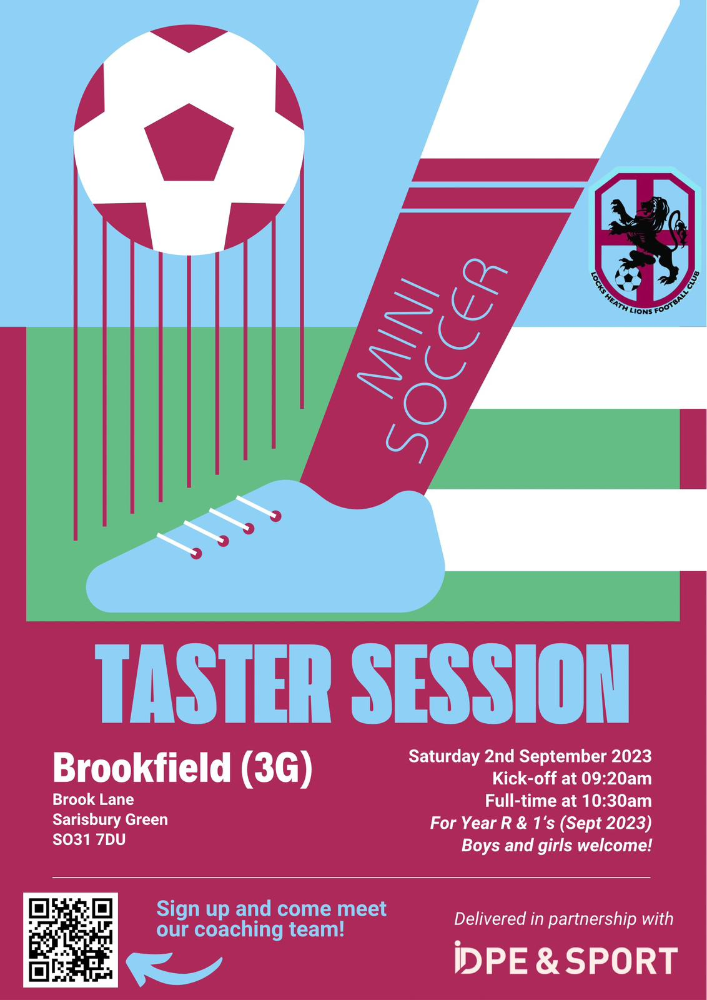 MINI
SOCCER
LOCKS HEATH LIONS FOOTBALL CLUB
TASTER SESSION
Brookfield (3G)
Brook Lane
Sarisbury Green
SO31 7DU
Saturday 2nd September 2023
Kick-off at 09:20am
Full-time at 10:30am
For Year R & 1‘s (Sept 2023)
Boys and girls welcome!
Sign up and come meet
our coaching team!
Delivered in partnership with
iDPE & SPORT